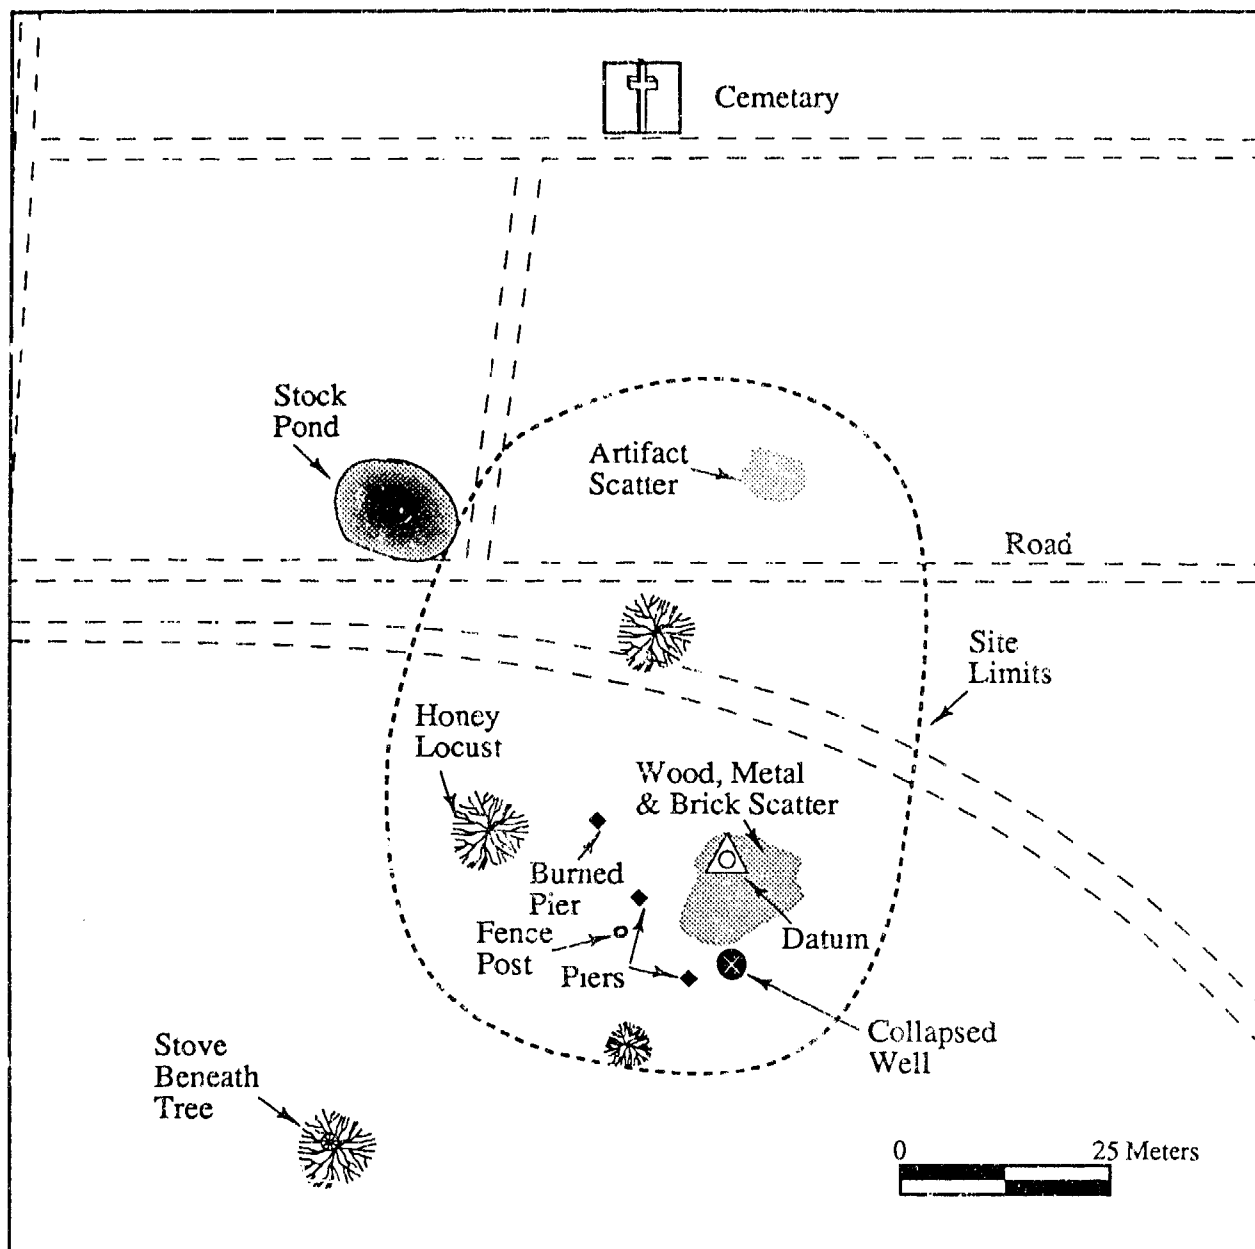 Cemetary
Stock
Pond
Artifact
Scatter
Road
Site
Limits
Honey
Locust
Wood, Metal
& Brick Scatter
Burned
Pier
Fence
Post
Datum
Piers
Collapsed
Well
Stove
Beneath
Tree
0 25 Meters